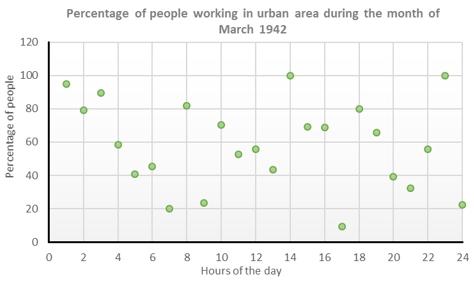 Percentage of people working in urban area during the month of
March 1942
120
100
80
60
40
20
0
Percentage of people
0 2 4 6 8 10 12 14 16 18 20 22 24
Hours of the day